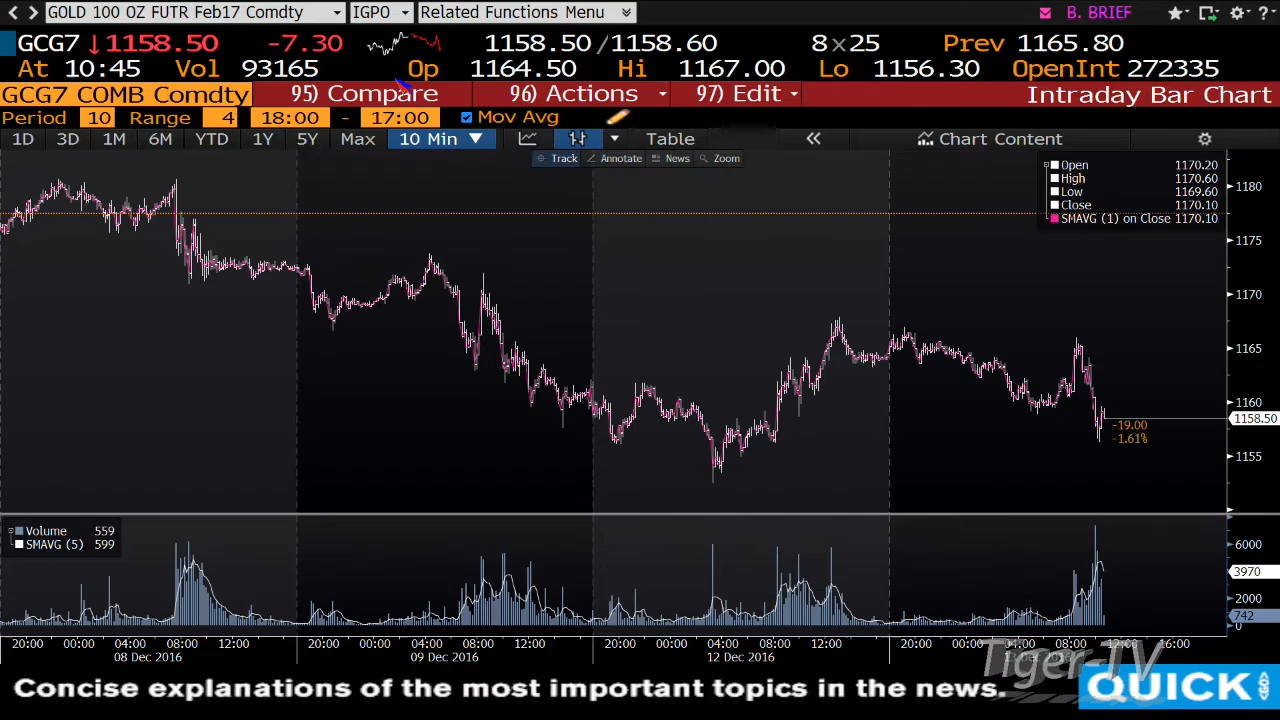 GOLD 100 OZ FUTR Feb17 Comdty IGPO Related Functions Menu B. BRIEF
GCG7 ↓1158.50 -7.30 1158.50/1158.60 8x25 Prev 1165.80
At 10:45 Vol 93165 Op 1164.50 Hi 1167.00 Lo 1156.30 OpenInt 272335
GCG7 COMB Comdty 95) Compare 96) Actions 97) Edit Intraday Bar Chart
Period 10 Range 4 18:00 - 17:00 Mov Avg
1D 3D 1M 6M YTD 1Y 5Y Max 10 Min ▼ Table « Chart Content
Track Annotate News Zoom
Open 1170.20
High 1170.60
Low 1169.60
Close 1170.10
SMAVG (1) on Close 1170.10
1180
1175
1170
1165
1160
1158.50
1155
-19.00
-1.61%
Volume 559
SMAVG (5) 599
6000
3970
2000
742
0
20:00 00:00 04:00 08:00 12:00 20:00 00:00 04:00 08:00 12:00 20:00 00:00 04:00 08:00 12:00 20:00 00:00 04:00 08:00 12:00 16:00
08 Dec 2016 09 Dec 2016 12 Dec 2016
Tiger-TV
Concise explanations of the most important topics in the news.
QUICK